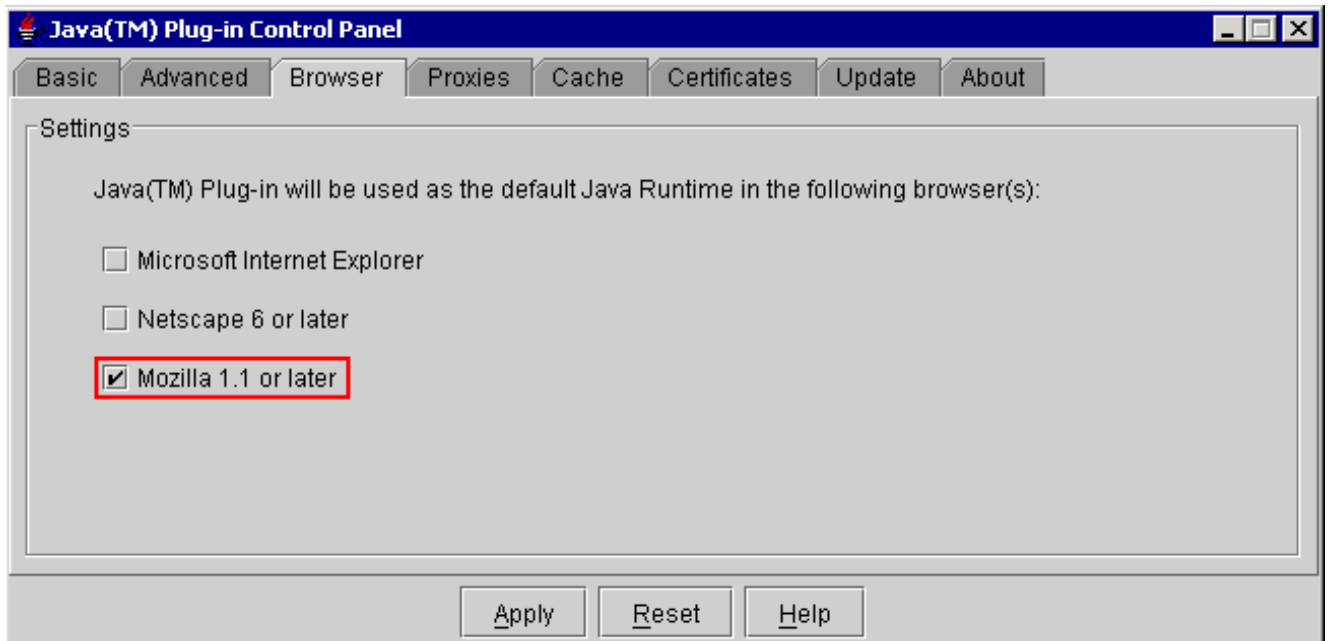 Java(TM) Plug-in Control Panel
Basic Advanced Browser Proxies Cache Certificates Update About
Settings
Java(TM) Plug-in will be used as the default Java Runtime in the following browser(s):
Microsoft Internet Explorer
Netscape 6 or later
Mozilla 1.1 or later
Apply Reset Help